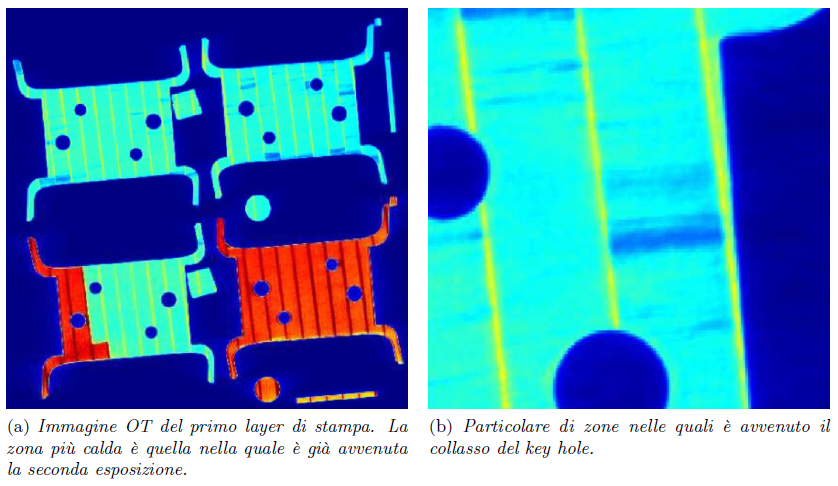 (a) Immagine OT del primo layer di stampa. La
zona più calda è quella nella quale è già avvenuta
la seconda esposizione.
(b) Particolare di zone nelle quali è avvenuto il
collasso del key hole.